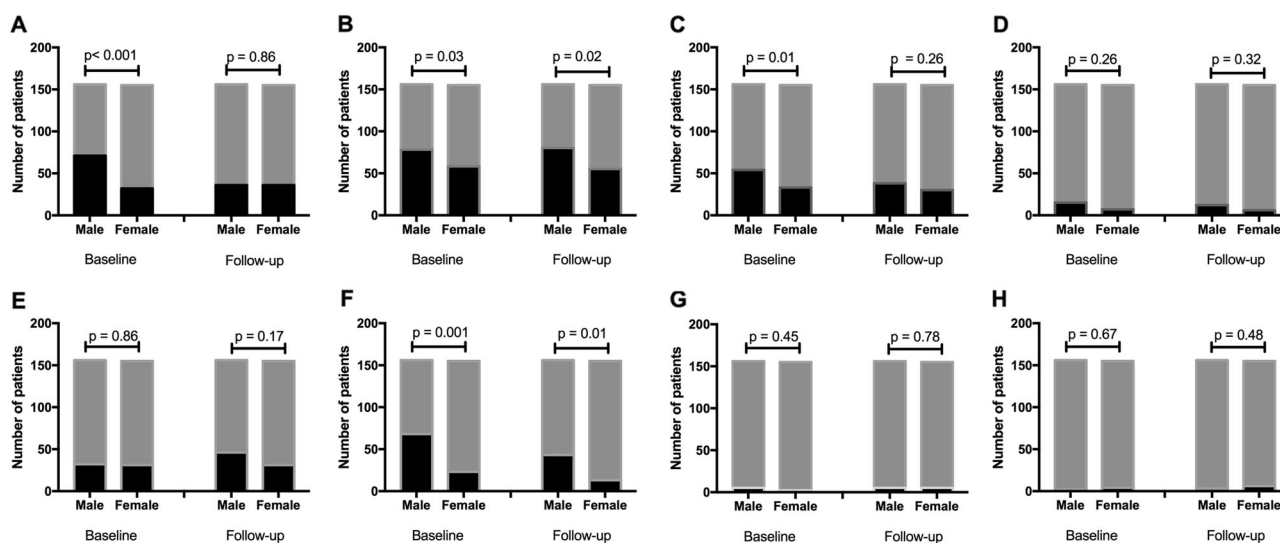 A
Number of patients
200
150
100
50
0
p< 0.001
p = 0.86
Male Female Male Female
Baseline Follow-up
B
Number of patients
200
150
100
50
0
p = 0.03
p = 0.02
Male Female Male Female
Baseline Follow-up
C
Number of patients
200
150
100
50
0
p = 0.01
p = 0.26
Male Female Male Female
Baseline Follow-up
D
Number of patients
200
150
100
50
0
p = 0.26
p = 0.32
Male Female Male Female
Baseline Follow-up
E
Number of patients
200
150
100
50
0
p = 0.86
p = 0.17
Male Female Male Female
Baseline Follow-up
F
Number of patients
200
150
100
50
0
p = 0.001
p = 0.01
Male Female Male Female
Baseline Follow-up
G
Number of patients
200
150
100
50
0
p = 0.45
p = 0.78
Male Female Male Female
Baseline Follow-up
H
Number of patients
200
150
100
50
0
p = 0.67
p = 0.48
Male Female Male Female
Baseline Follow-up